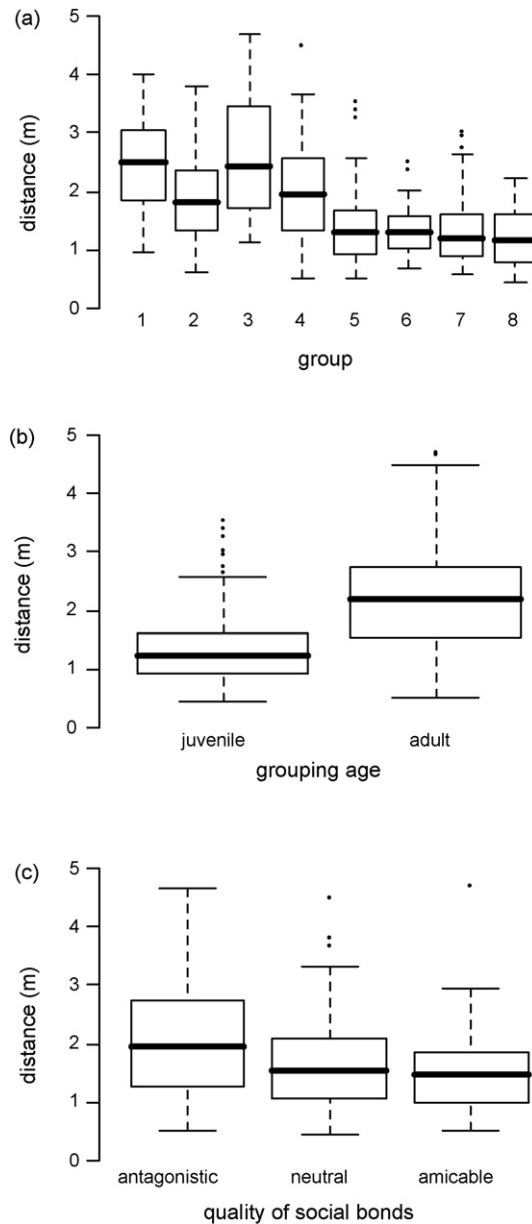 (a)
5
4
3
2
1
0
distance (m)
1 2 3 4 5 6 7 8
group
(b)
5
4
3
2
1
0
distance (m)
juvenile adult
grouping age
(c)
5
4
3
2
1
0
distance (m)
antagonistic neutral amicable
quality of social bonds